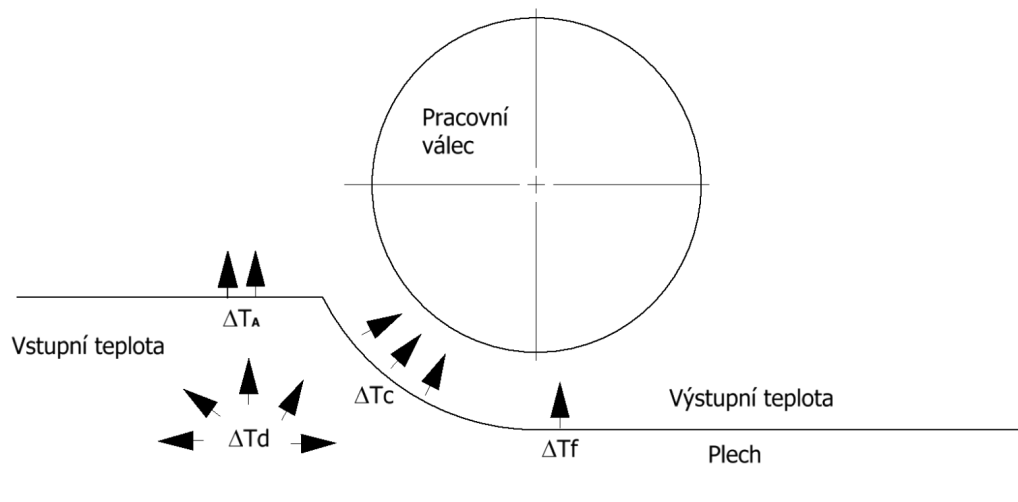 Pracovní
válec
ΔTA
Vstupní teplota
ΔTc
ΔTd
Výstupní teplota
ΔTf
Plech